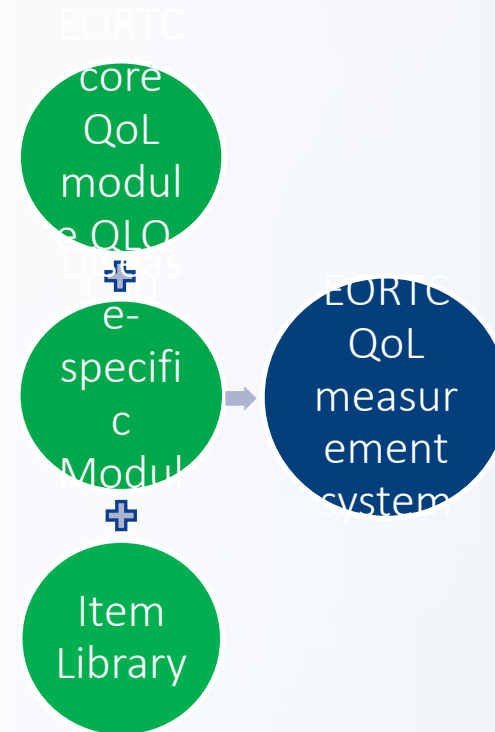 EORTC
core
QoL
modul
e QLQ-
Diseas
e-
specifi
c
Modul
Item
Library
EORTC
QoL
measur
ement
system